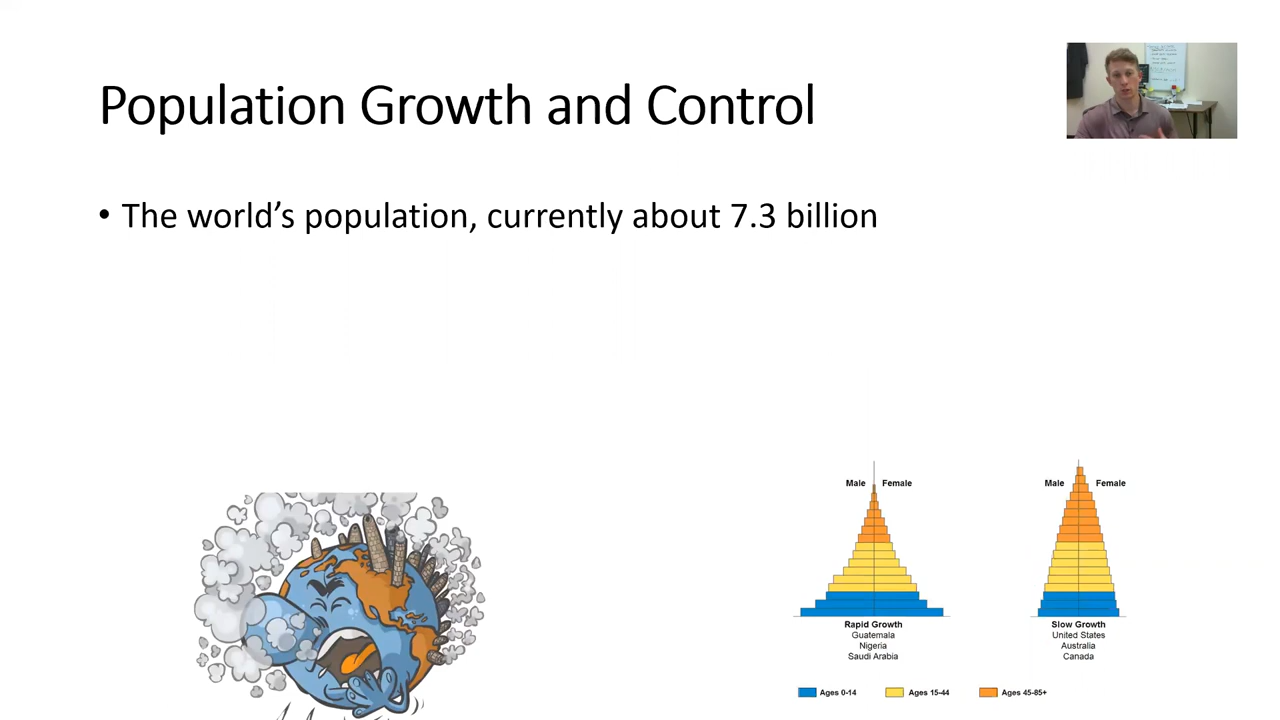 Population Growth and Control
• The world's population, currently about 7.3 billion
Male Female
Rapid Growth
Guatemala
Nigeria
Saudi Arabia
Male Female
Slow Growth
United States
Australia
Canada
Ages 0-14 Ages 15-44 Ages 45-85+